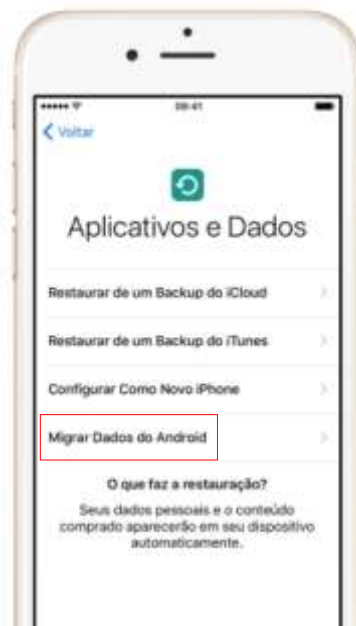 09:41
Voltar
Aplicativos e Dados
Restaurar de um Backup do iCloud
Restaurar de um Backup do iTunes
Configurar Como Novo iPhone
Migrar Dados do Android
O que faz a restauração?
Seus dados pessoais e o conteúdo
comprado aparecerão em seu dispositivo
automaticamente.